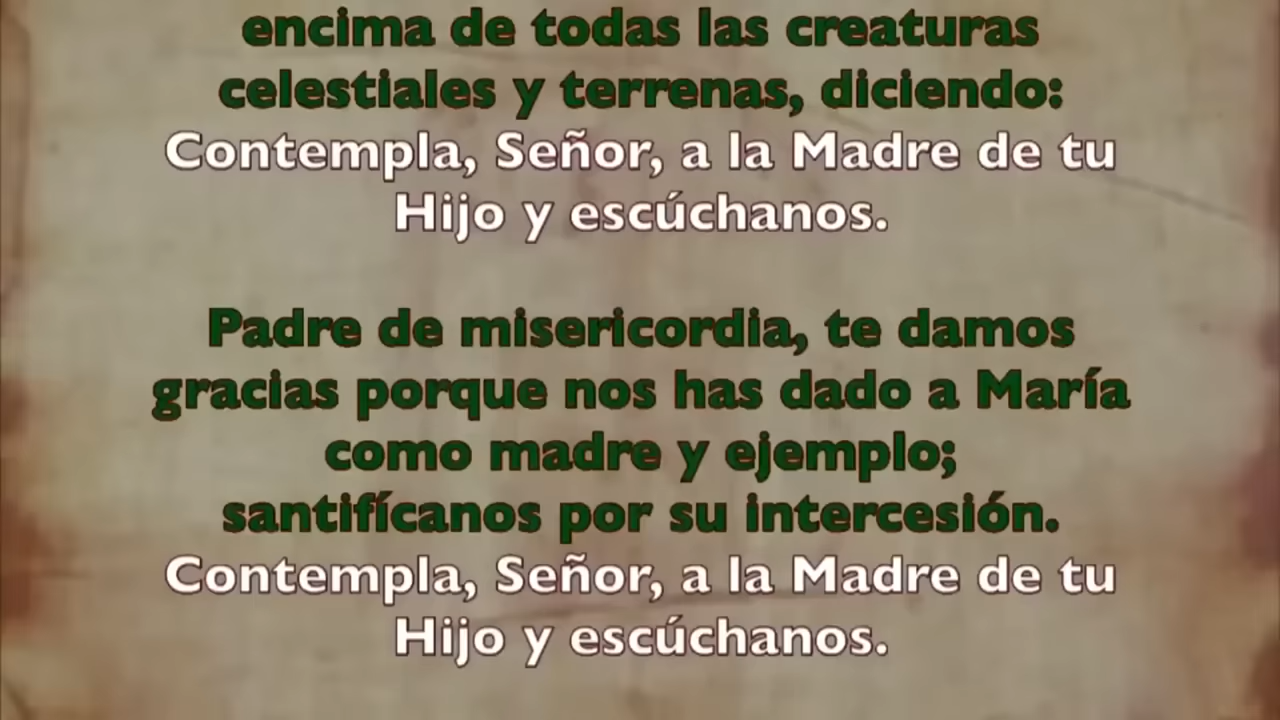 encima de todas las creaturas
celestiales y terrenas, diciendo:
Contempla, Señor, a la Madre de tu
Hijo y escúchanos.
Padre de misericordia, te damos
gracias porque nos has dado a María
como madre y ejemplo;
santifícanos por su intercesión.
Contempla, Señor, a la Madre de tu
Hijo y escúchanos.